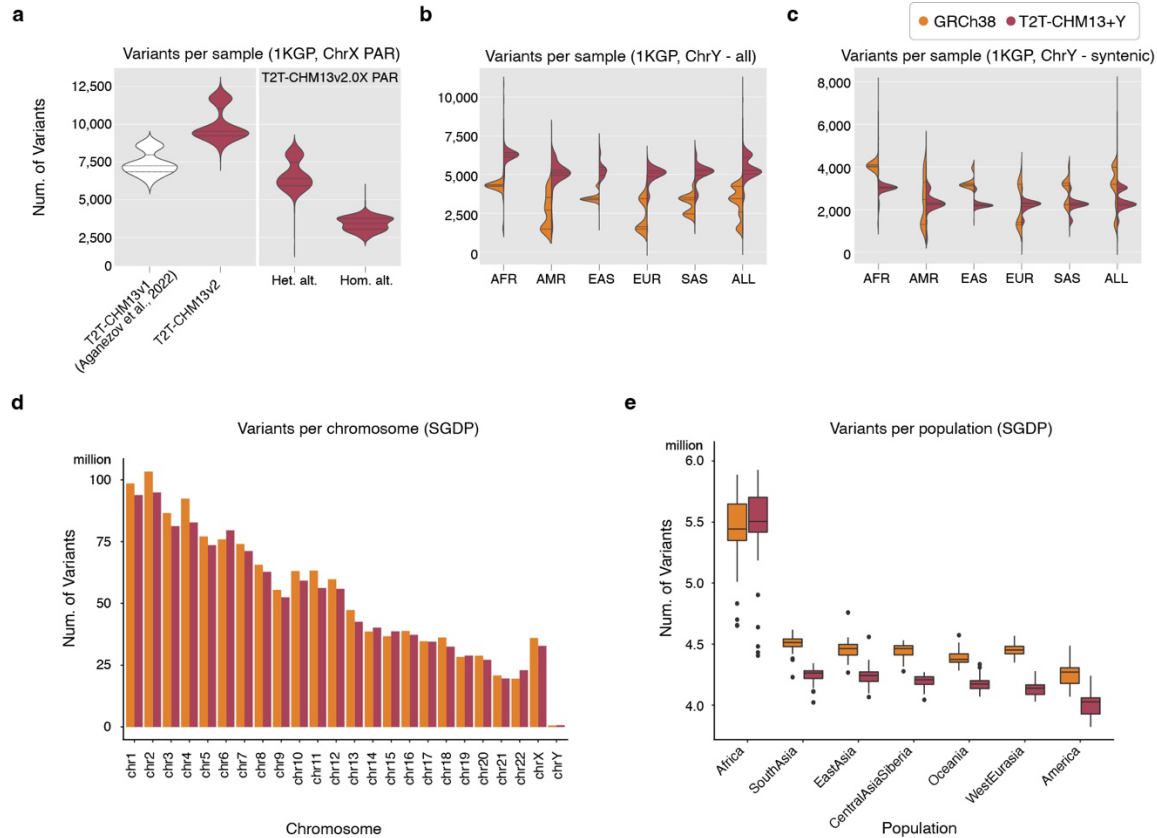 a
b
c
GRCh38 T2T-CHM13+Y
Variants per sample (1KGP, ChrX PAR)
T2T-CHM13v2.0X PAR
Num. of Variants
12,500
10,000
7,500
5,000
2,500
0
T2T-CHM13v1
(Aganezov et al., 2022)
T2T-CHM13v2
Het. alt.
Hom. alt.
Variants per sample (1KGP, ChrY - all)
10,000
7,500
5,000
2,500
0
AFR AMR EAS EUR SAS ALL
Variants per sample (1KGP, ChrY - syntenic)
8,000
6,000
4,000
2,000
0
AFR AMR EAS EUR SAS ALL
d
Variants per chromosome (SGDP)
million
Num. of Variants
100
75
50
25
0
chr1 chr2 chr3 chr4 chr5 chr6 chr7 chr8 chr9 chr10 chr11 chr12 chr13 chr14 chr15 chr16 chr17 chr18 chr19 chr20 chr21 chr22 chrX chrY
Chromosome
e
Variants per population (SGDP)
million
Num. of Variants
6.0
5.5
5.0
4.5
4.0
Africa
SouthAsia
EastAsia
CentralAsiaSiberia
Oceania
WestEurasia
America
Population